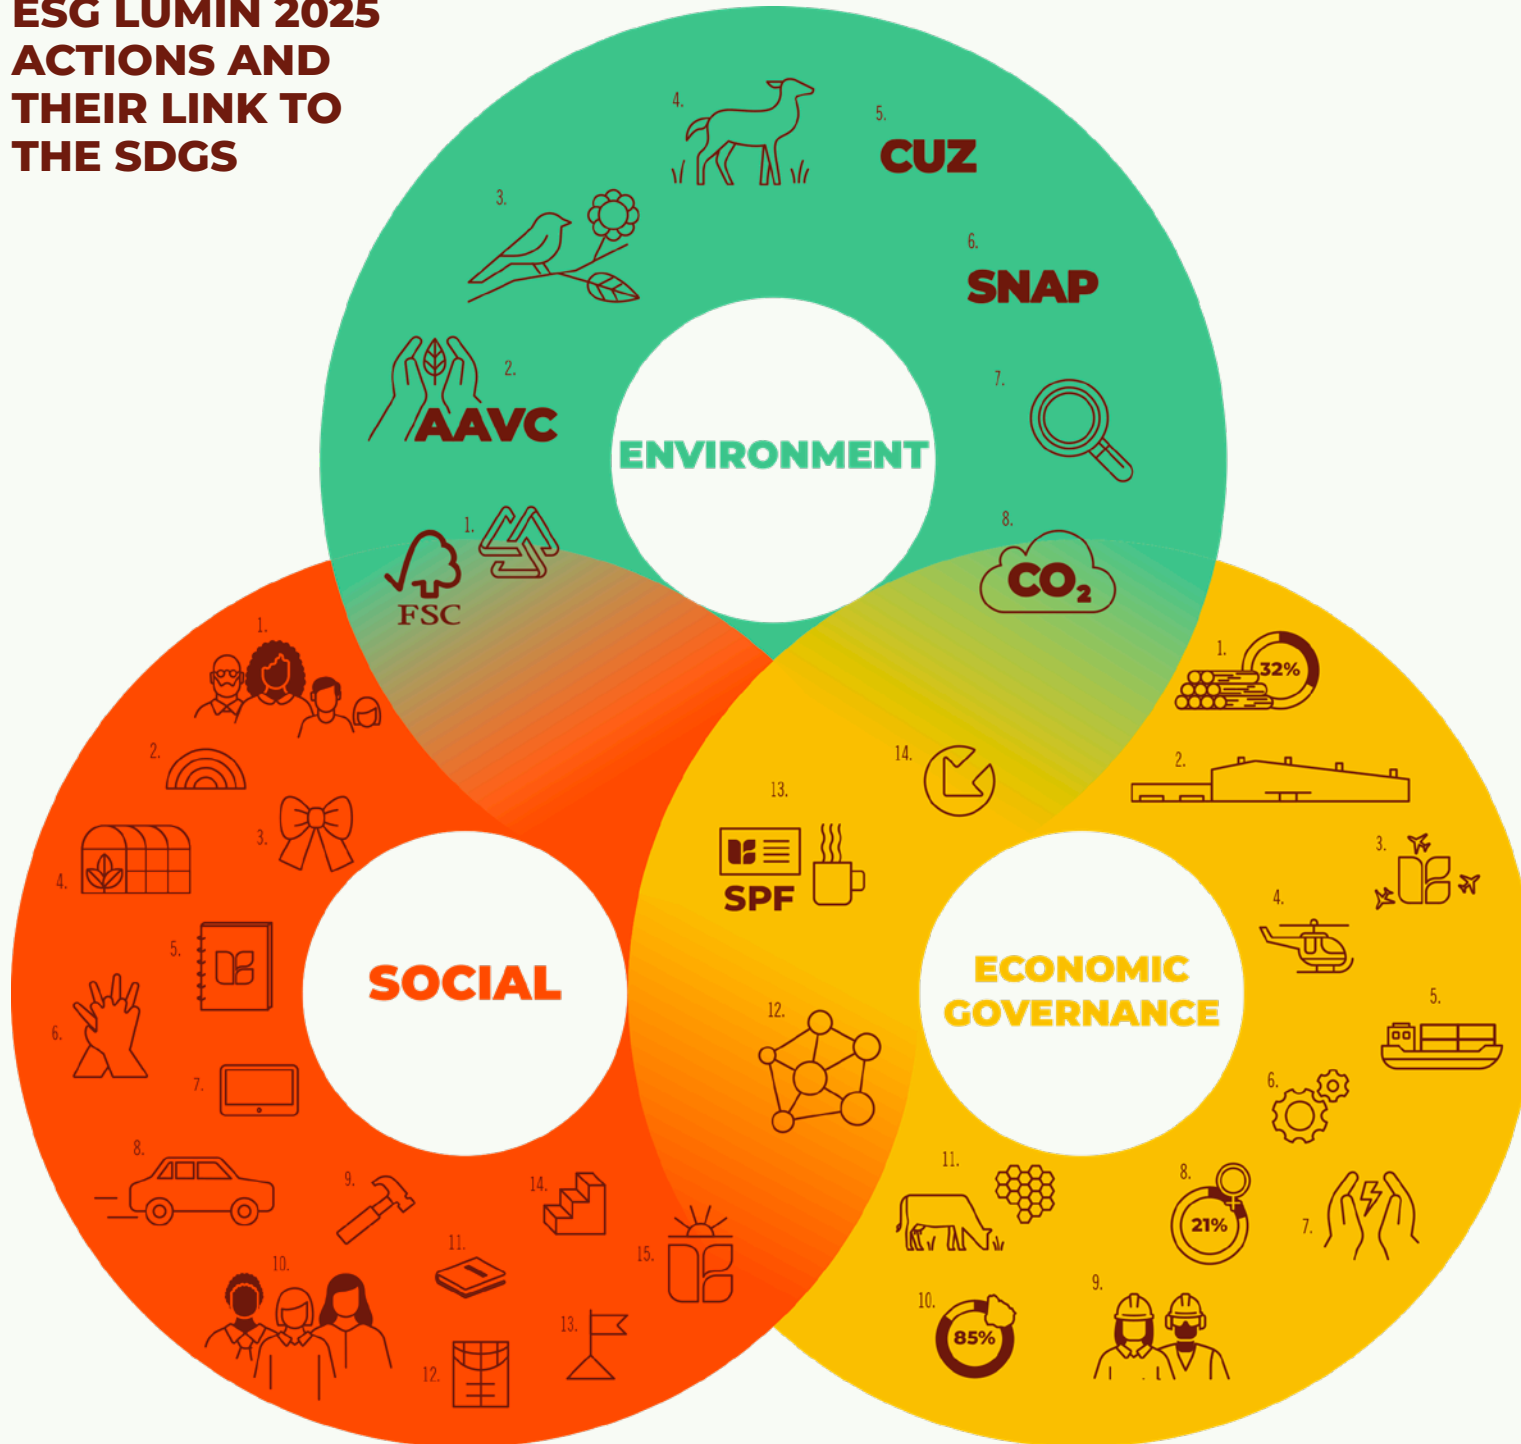 ESG LUMIN 2025
ACTIONS AND
THEIR LINK TO
THE SDGS
4.
5.
CUZ
3.
6.
SNAP
2.
AAVC
7.
ENVIRONMENT
1.
FSC
8.
CO₂
1.
2.
3.
4.
5.
SOCIAL
6.
7.
8.
9.
10.
11.
12.
13.
14.
15.
1.
32%
2.
14.
13.
SPF
3.
4.
ECONOMIC
GOVERNANCE
5.
12.
6.
11.
8.
21%
7.
9.
10.
85%